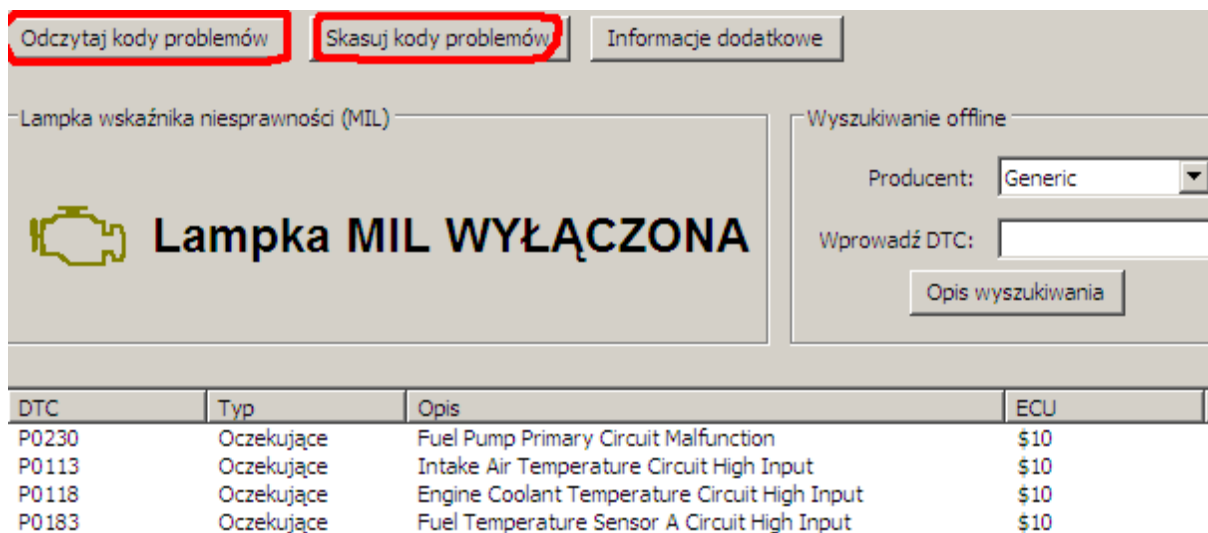 Odczytaj kody problemów Skasuj kody problemów Informacje dodatkowe
Lampka wskaźnika niesprawności (MIL)
Lampka MIL WYŁĄCZONA
Wyszukiwanie offline
Producent: Generic
Wprowadź DTC:
Opis wyszukiwania
DTC Typ Opis ECU
P0230 Oczekujące Fuel Pump Primary Circuit Malfunction $10
P0113 Oczekujące Intake Air Temperature Circuit High Input $10
P0118 Oczekujące Engine Coolant Temperature Circuit High Input $10
P0183 Oczekujące Fuel Temperature Sensor A Circuit High Input $10